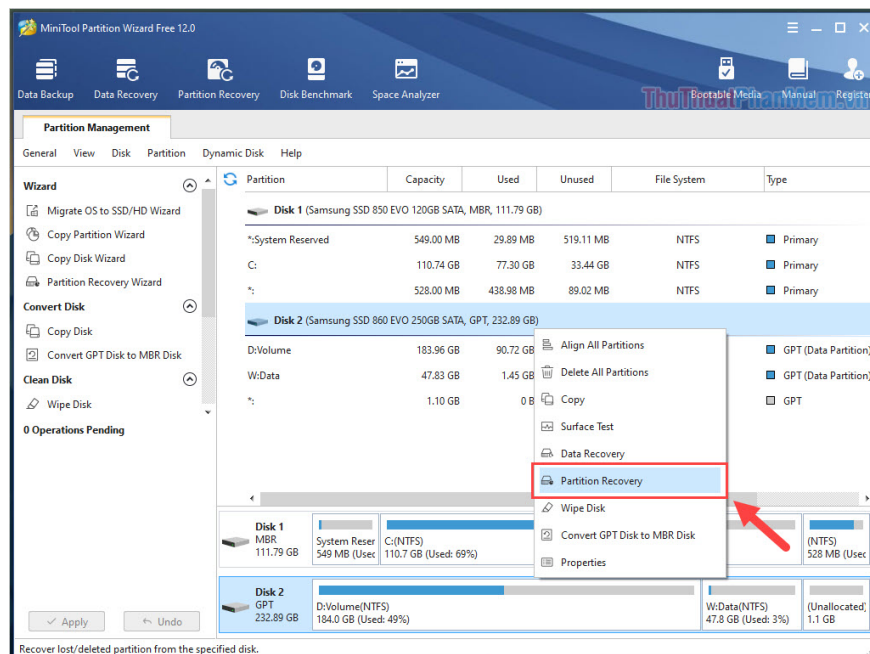 MiniTool Partition Wizard Free 12.0
Data Backup
Data Recovery
Partition Recovery
Disk Benchmark
Space Analyzer
Bootable Media
Manual
Register
ThuThuatPhanMem.vn
Partition Management
General View Disk Partition Dynamic Disk Help
Wizard
Migrate OS to SSD/HD Wizard
Copy Partition Wizard
Copy Disk Wizard
Partition Recovery Wizard
Convert Disk
Copy Disk
Convert GPT Disk to MBR Disk
Clean Disk
Wipe Disk
0 Operations Pending
Apply Undo
Partition Capacity Used Unused File System Type
Disk 1 (Samsung SSD 850 EVO 120GB SATA, MBR, 111.79 GB)
*:System Reserved 549.00 MB 29.89 MB 519.11 MB NTFS Primary
C: 110.74 GB 77.30 GB 33.44 GB NTFS Primary
*: 528.00 MB 438.98 MB 89.02 MB NTFS Primary
Disk 2 (Samsung SSD 860 EVO 250GB SATA, GPT, 232.89 GB)
D:Volume 183.96 GB 90.72 GB GPT (Data Partition)
W:Data 47.83 GB 1.45 GB GPT (Data Partition)
*: 1.10 GB 0 B GPT
Align All Partitions
Delete All Partitions
Copy
Surface Test
Data Recovery
Partition Recovery
Wipe Disk
Convert GPT Disk to MBR Disk
Properties
Disk 1
MBR
111.79 GB
System Reser
549 MB (Usec
C:(NTFS)
110.7 GB (Used: 69%)
(NTFS)
528 MB (Usec
Disk 2
GPT
232.89 GB
D:Volume(NTFS)
184.0 GB (Used: 49%)
W:Data(NTFS)
47.8 GB (Used: 3%)
(Unallocated)
1.1 GB
Recover lost/deleted partition from the specified disk.